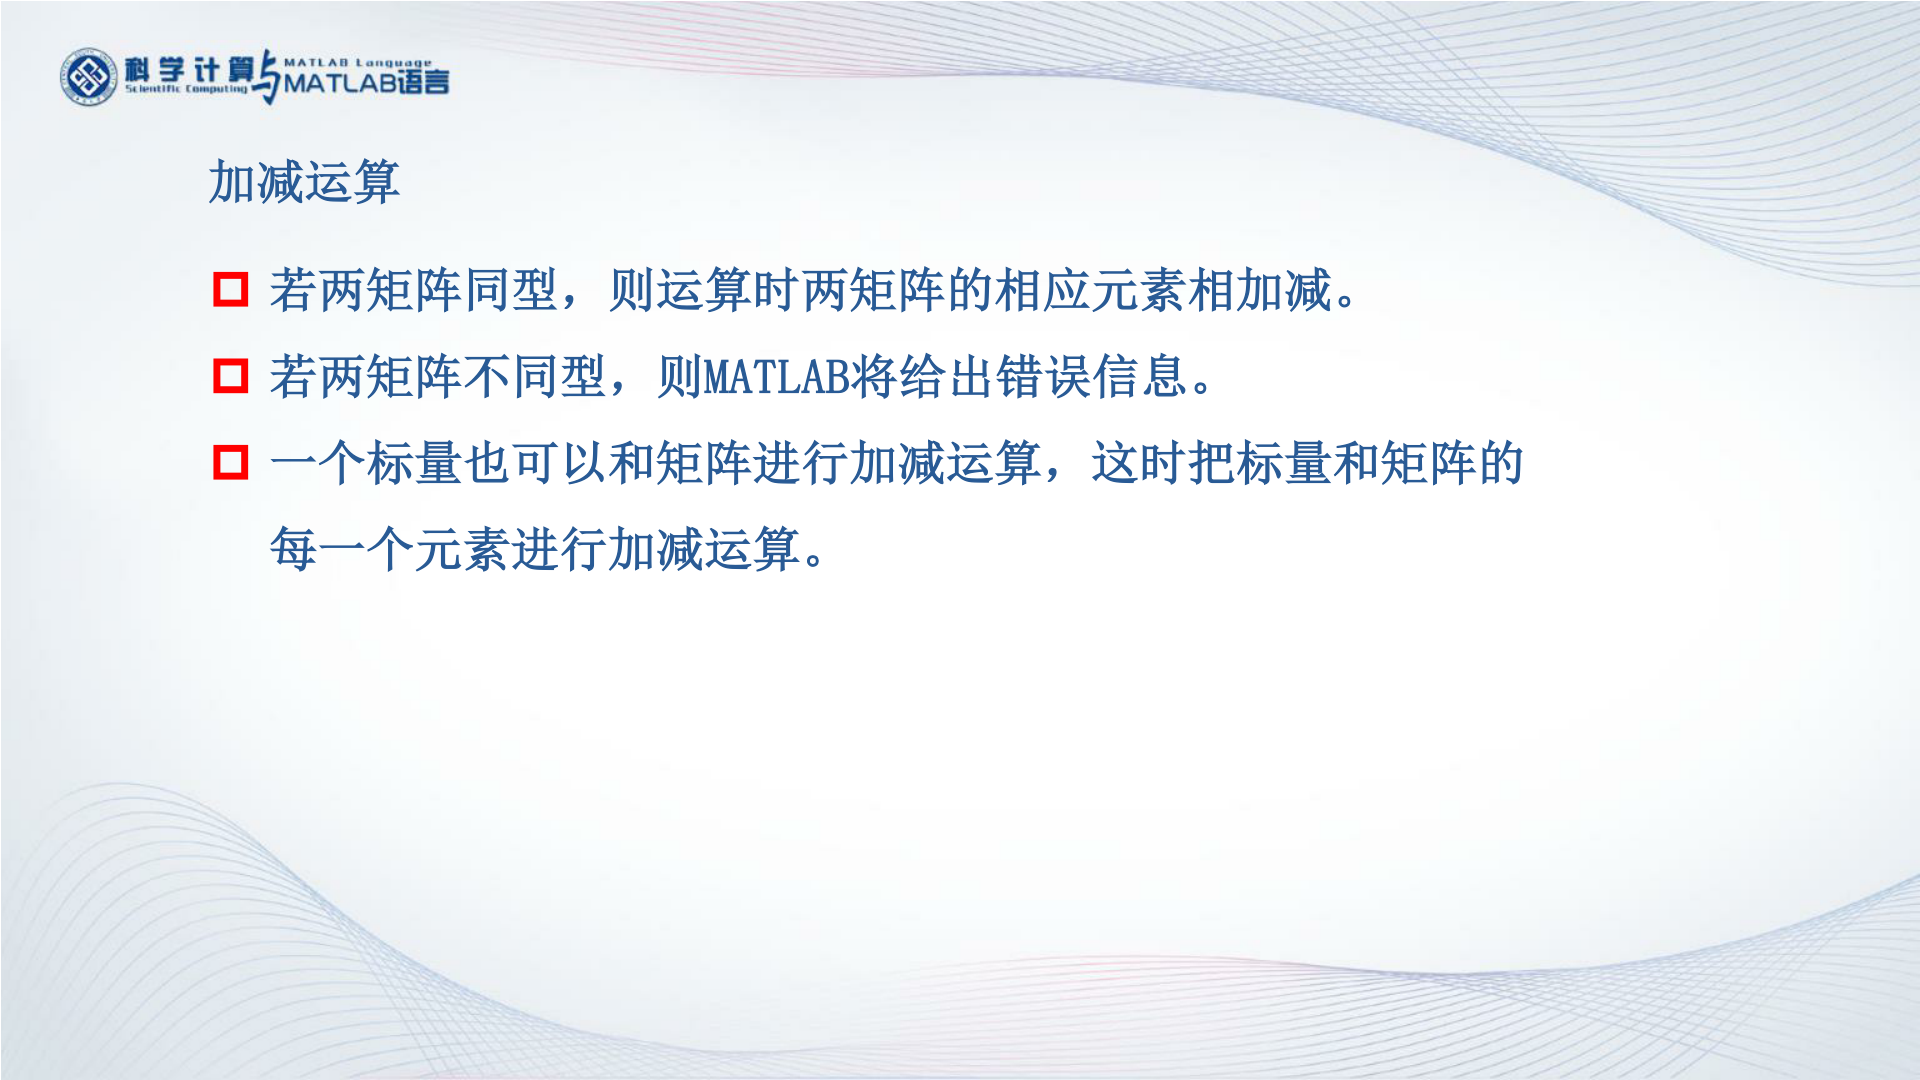 科学计算与MATLAB语言
Scientific Computing
MATLAB Language
加减运算
若两矩阵同型，则运算时两矩阵的相应元素相加减。
若两矩阵不同型，则MATLAB将给出错误信息。
一个标量也可以和矩阵进行加减运算，这时把标量和矩阵的
每一个元素进行加减运算。